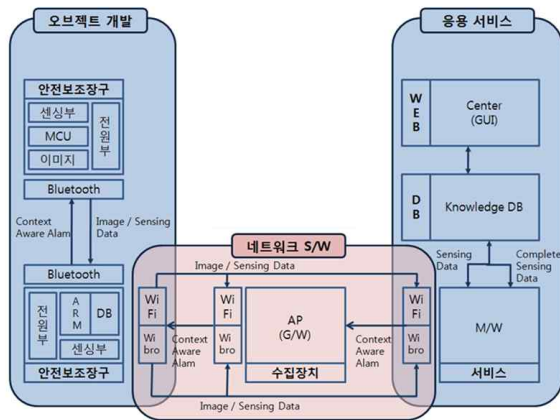 오브젝트 개발
안전보조장구
센싱부
MCU
이미지
전원부
Bluetooth
Context
Aware Alam
Image / Sensing
Data
Bluetooth
전원부
ARM
DB
센싱부
안전보조장구
네트워크 S/W
Image / Sensing Data
Wi
Fi
Wi
bro
Context
Aware
Alam
Wi
Fi
Wi
bro
AP
(G/W)
수집장치
Context
Aware
Alam
Wi
Fi
Wi
bro
Image / Sensing Data
응용 서비스
WEB
Center
(GUI)
DB
Knowledge DB
Sensing
Data
Complete
Sensing
Data
M/W
서비스